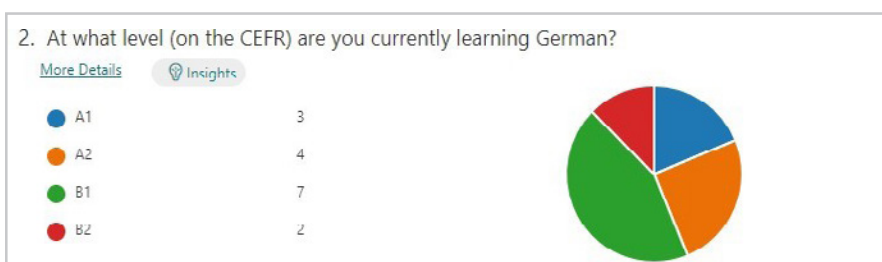 2. At what level (on the CEFR) are you currently learning German?
More Details Insights
A1 3
A2 4
B1 7
B2 2